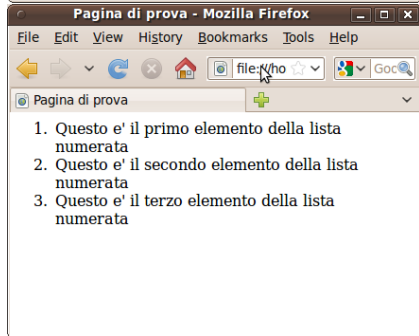 Pagina di prova - Mozilla Firefox
File Edit View History Bookmarks Tools Help
file://ho Goo
Pagina di prova
1. Questo e' il primo elemento della lista
numerata
2. Questo e' il secondo elemento della lista
numerata
3. Questo e' il terzo elemento della lista
numerata